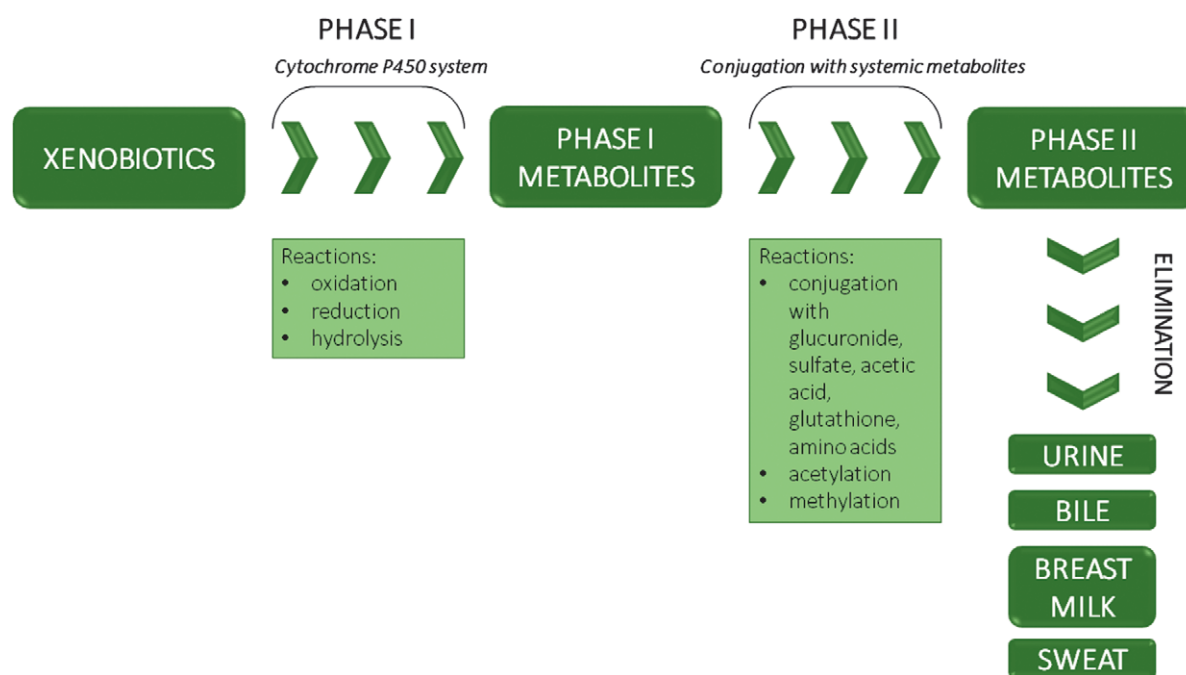 PHASE I
Cytochrome P450 system
PHASE II
Conjugation with systemic metabolites
XENOBIOTICS
PHASE I
METABOLITES
PHASE II
METABOLITES
Reactions:
• oxidation
• reduction
• hydrolysis
Reactions:
• conjugation
with
glucuronide,
sulfate, acetic
acid,
glutathione,
amino acids
• acetylation
• methylation
ELIMINATION
URINE
BILE
BREAST
MILK
SWEAT